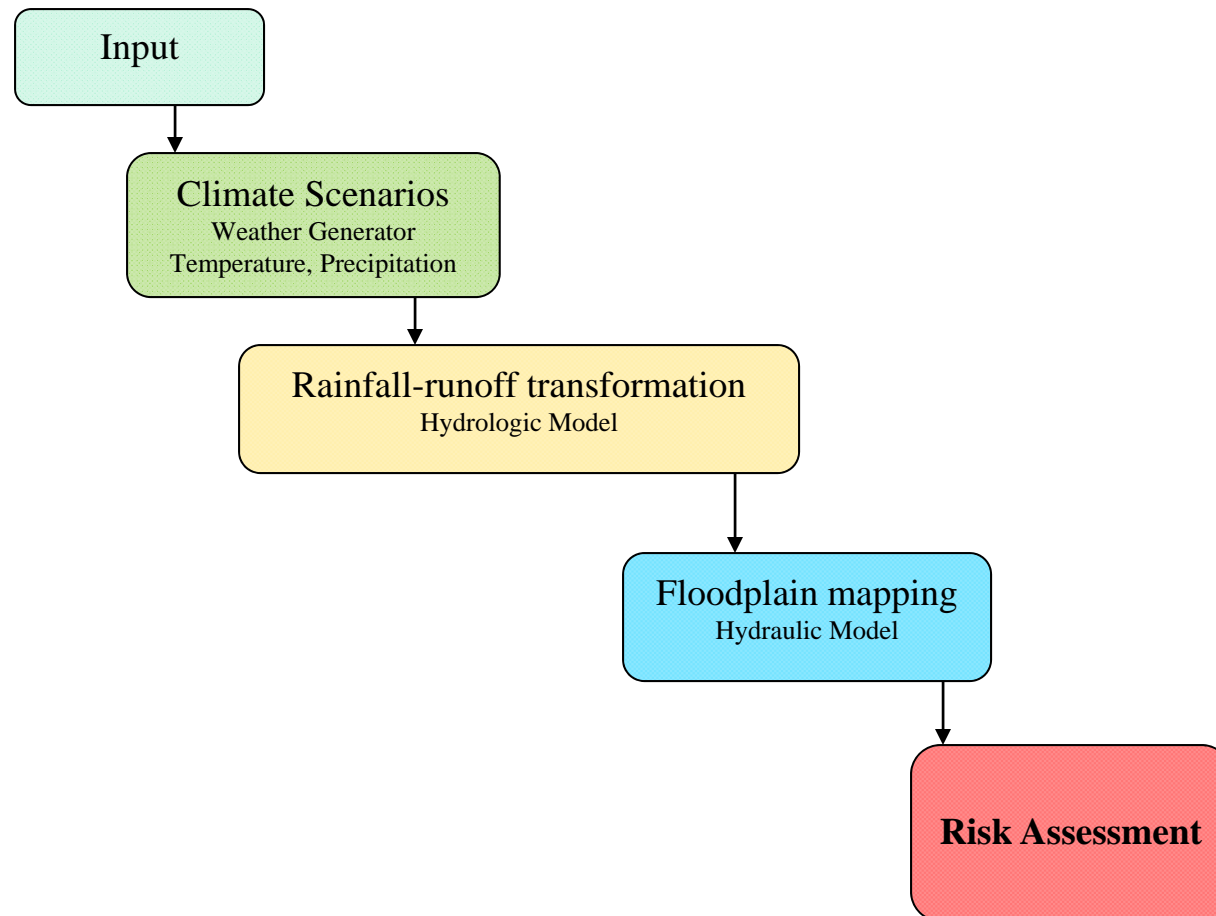 Input
Climate Scenarios
Weather Generator
Temperature, Precipitation
Rainfall-runoff transformation
Hydrologic Model
Floodplain mapping
Hydraulic Model
Risk Assessment